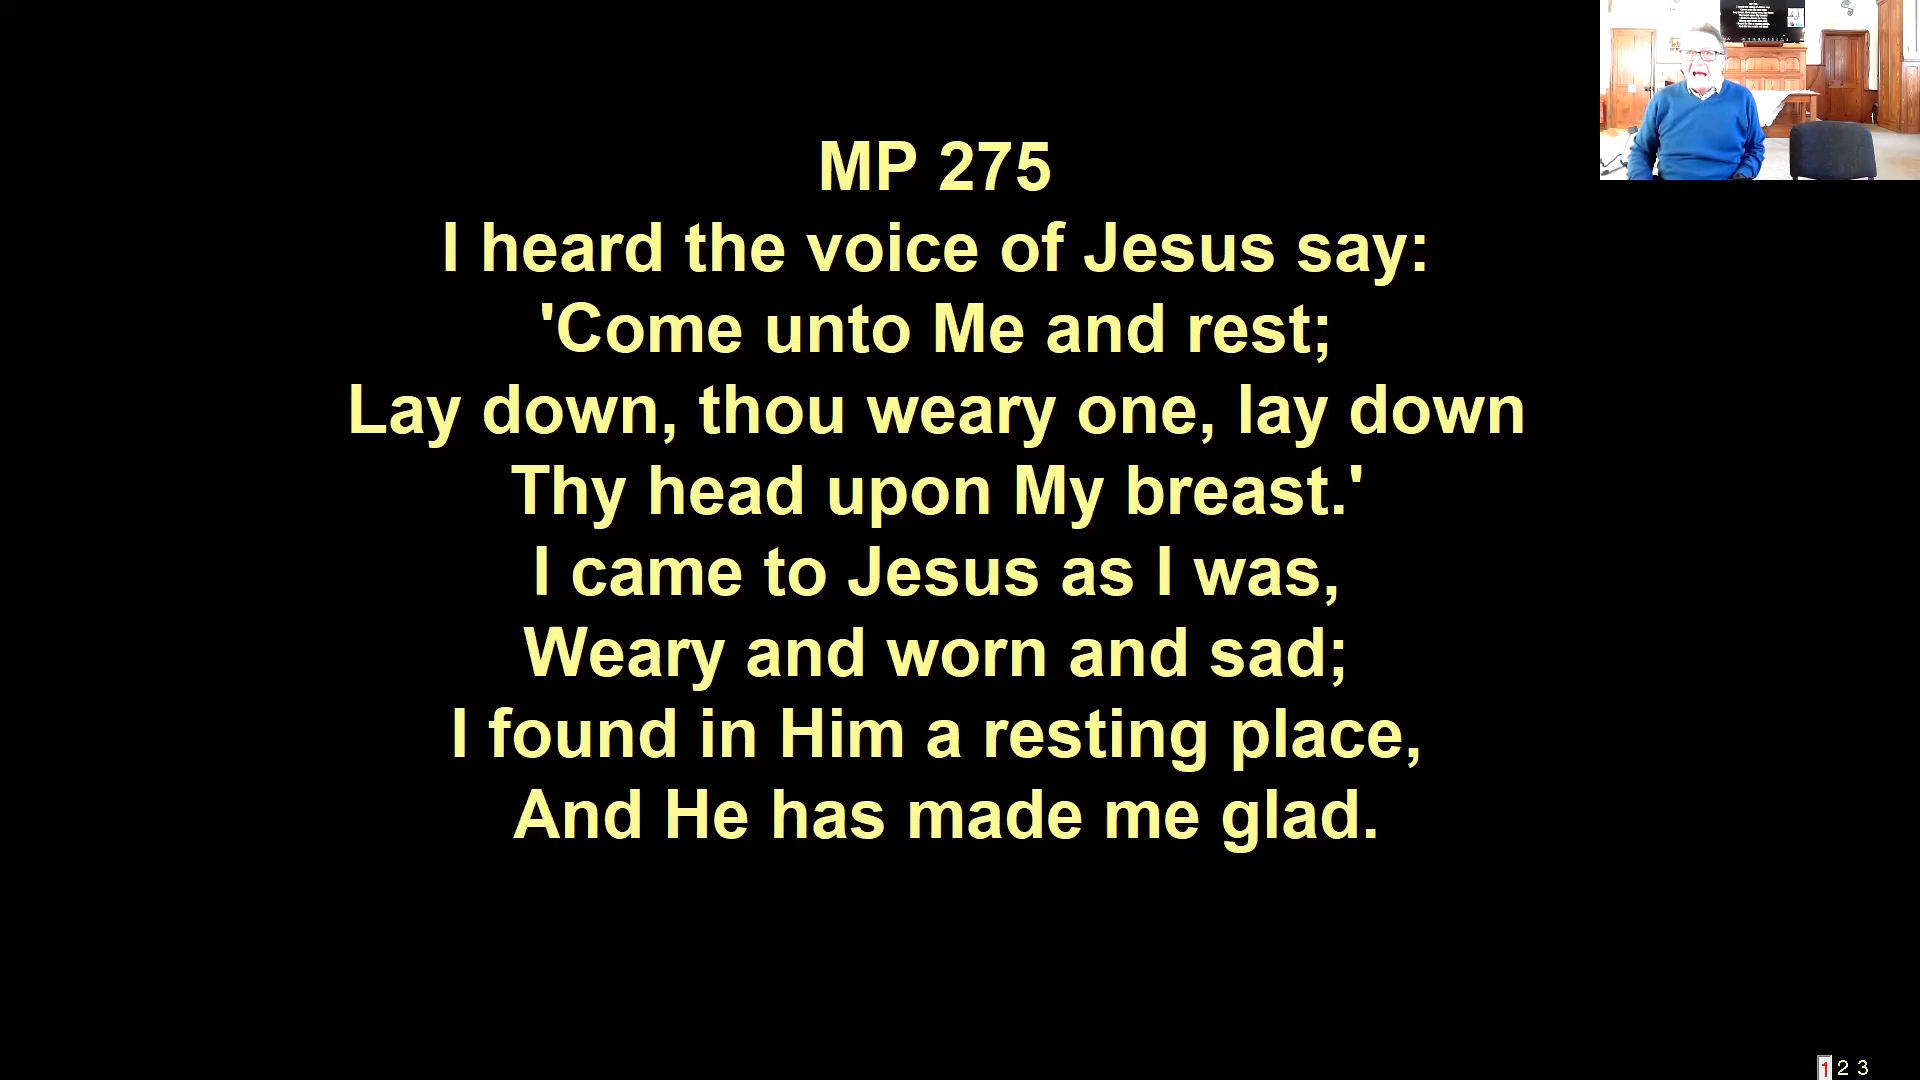 MP 275
I heard the voice of Jesus say:
'Come unto Me and rest;
Lay down, thou weary one, lay down
Thy head upon My breast.'
I came to Jesus as I was,
Weary and worn and sad;
I found in Him a resting place,
And He has made me glad.
1 2 3